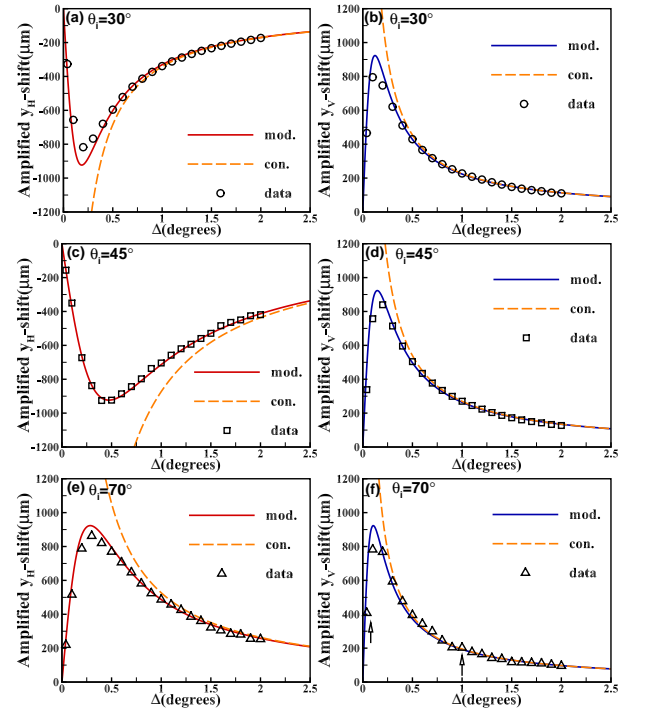 (a) θi=30°
0
-200
-400
-600
-800
-1000
-1200
Amplified yH-shift(μm)
mod.
con.
data
0 0.5 1 1.5 2 2.5
Δ(degrees)
(b) θi=30°
1200
1000
800
600
400
200
0
Amplified yV-shift(μm)
mod.
con.
data
0 0.5 1 1.5 2 2.5
Δ(degrees)
(c) θi=45°
0
-200
-400
-600
-800
-1000
-1200
Amplified yH-shift(μm)
mod.
con.
data
0 0.5 1 1.5 2 2.5
Δ(degrees)
(d) θi=45°
1200
1000
800
600
400
200
0
Amplified yV-shift(μm)
mod.
con.
data
0 0.5 1 1.5 2 2.5
Δ(degrees)
(e) θi=70°
1200
1000
800
600
400
200
0
Amplified yH-shift(μm)
mod.
con.
data
0 0.5 1 1.5 2 2.5
Δ(degrees)
(f) θi=70°
1200
1000
800
600
400
200
0
Amplified yV-shift(μm)
mod.
con.
data
0 0.5 1 1.5 2 2.5
Δ(degrees)